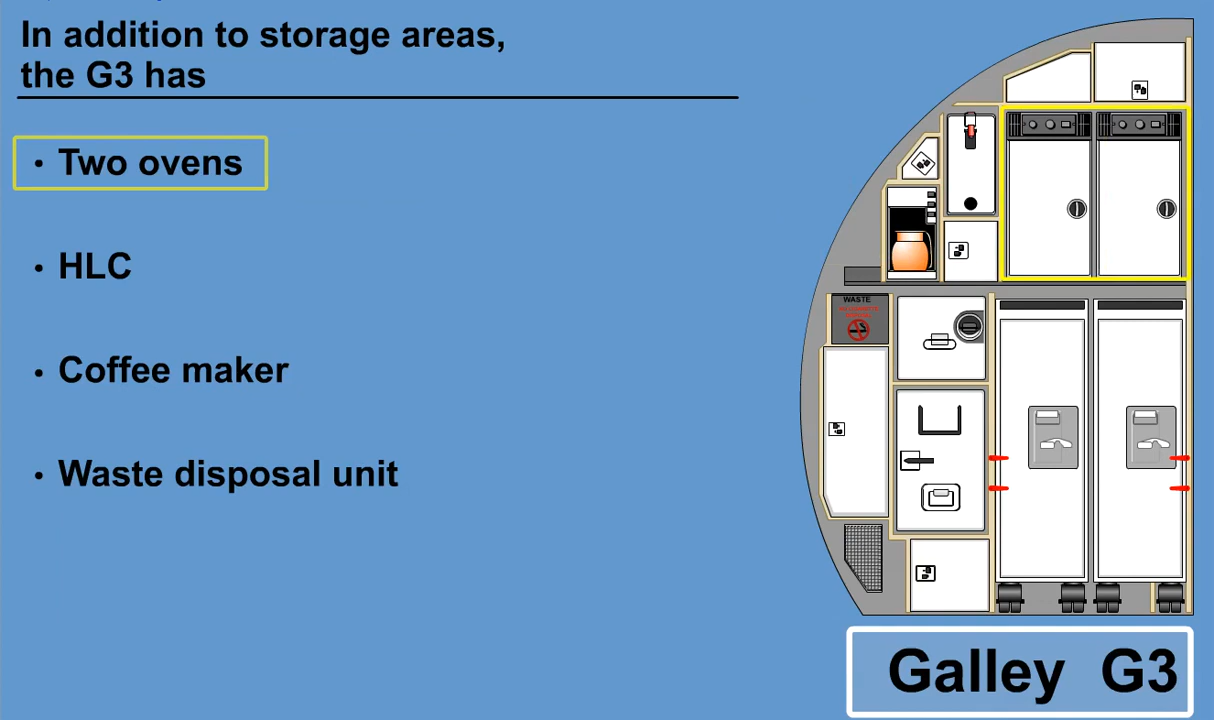 In addition to storage areas,
the G3 has
• Two ovens
• HLC
• Coffee maker
• Waste disposal unit
WASTE
Galley G3